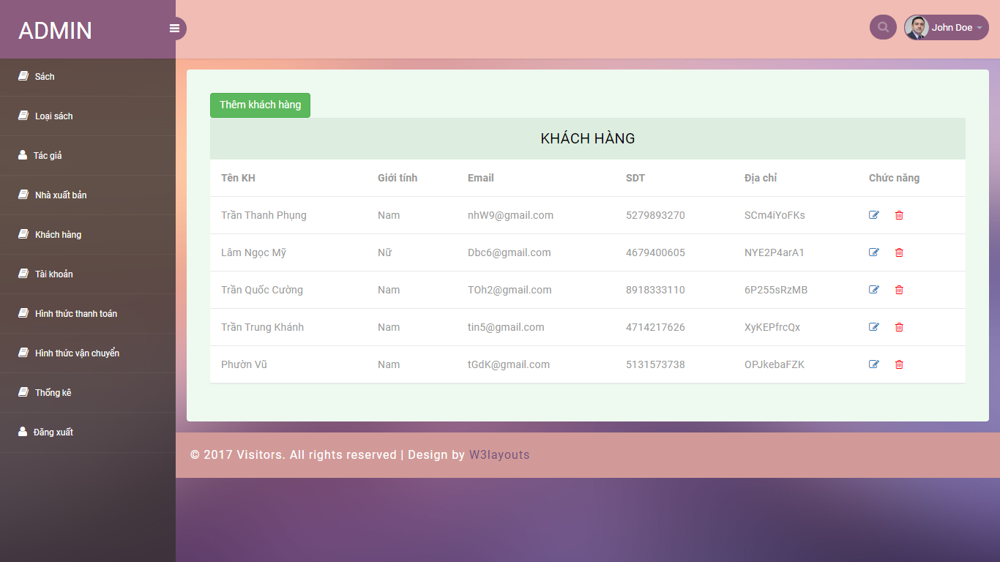 ADMIN
John Doe
Sách
Loại sách
Tác giả
Nhà xuất bản
Khách hàng
Tài khoản
Hình thức thanh toán
Hình thức vận chuyển
Thống kê
Đăng xuất
Thêm khách hàng
KHÁCH HÀNG
Tên KH Giới tính Email SDT Địa chỉ Chức năng
Trần Thanh Phụng Nam nhW9@gmail.com 5279893270 SCm4iYoFKs
Lâm Ngọc Mỹ Nữ Dbc6@gmail.com 4679400605 NYE2P4arA1
Trần Quốc Cường Nam TOh2@gmail.com 8918333110 6P255sRzMB
Trần Trung Khánh Nam tin5@gmail.com 4714217626 XyKEPfrcQx
Phườn Vũ Nam tGdK@gmail.com 5131573738 OPJkebaFZK
© 2017 Visitors. All rights reserved | Design by W3layouts